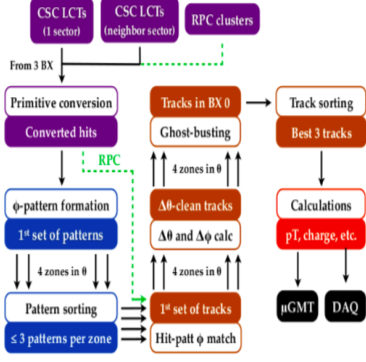 CSC LCTs
(1 sector)
CSC LCTs
(neighbor sector)
RPC clusters
From 3 BX
Primitive conversion
Converted hits
RPC
ϕ-pattern formation
1st set of patterns
4 zones in θ
Pattern sorting
≤ 3 patterns per zone
Tracks in BX 0
Ghost-busting
4 zones in θ
Δθ-clean tracks
Δθ and Δϕ calc
4 zones in θ
1st set of tracks
Hit-patt ϕ match
Track sorting
Best 3 tracks
Calculations
pT, charge, etc.
μGMT
DAQ